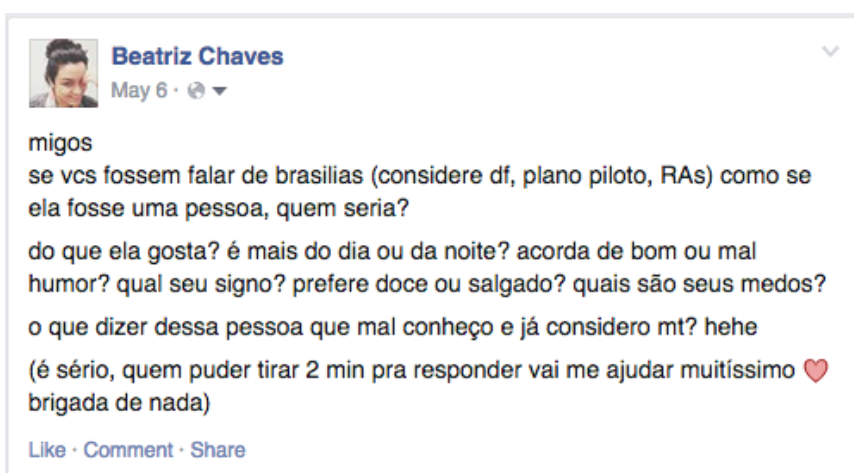 Beatriz Chaves
May 6 ·
migos
se vcs fossem falar de brasilias (considere df, plano piloto, RAs) como se
ela fosse uma pessoa, quem seria?
do que ela gosta? é mais do dia ou da noite? acorda de bom ou mal
humor? qual seu signo? prefere doce ou salgado? quais são seus medos?
o que dizer dessa pessoa que mal conheço e já considero mt? hehe
(é sério, quem puder tirar 2 min pra responder vai me ajudar muitíssimo
brigada de nada)
Like · Comment · Share